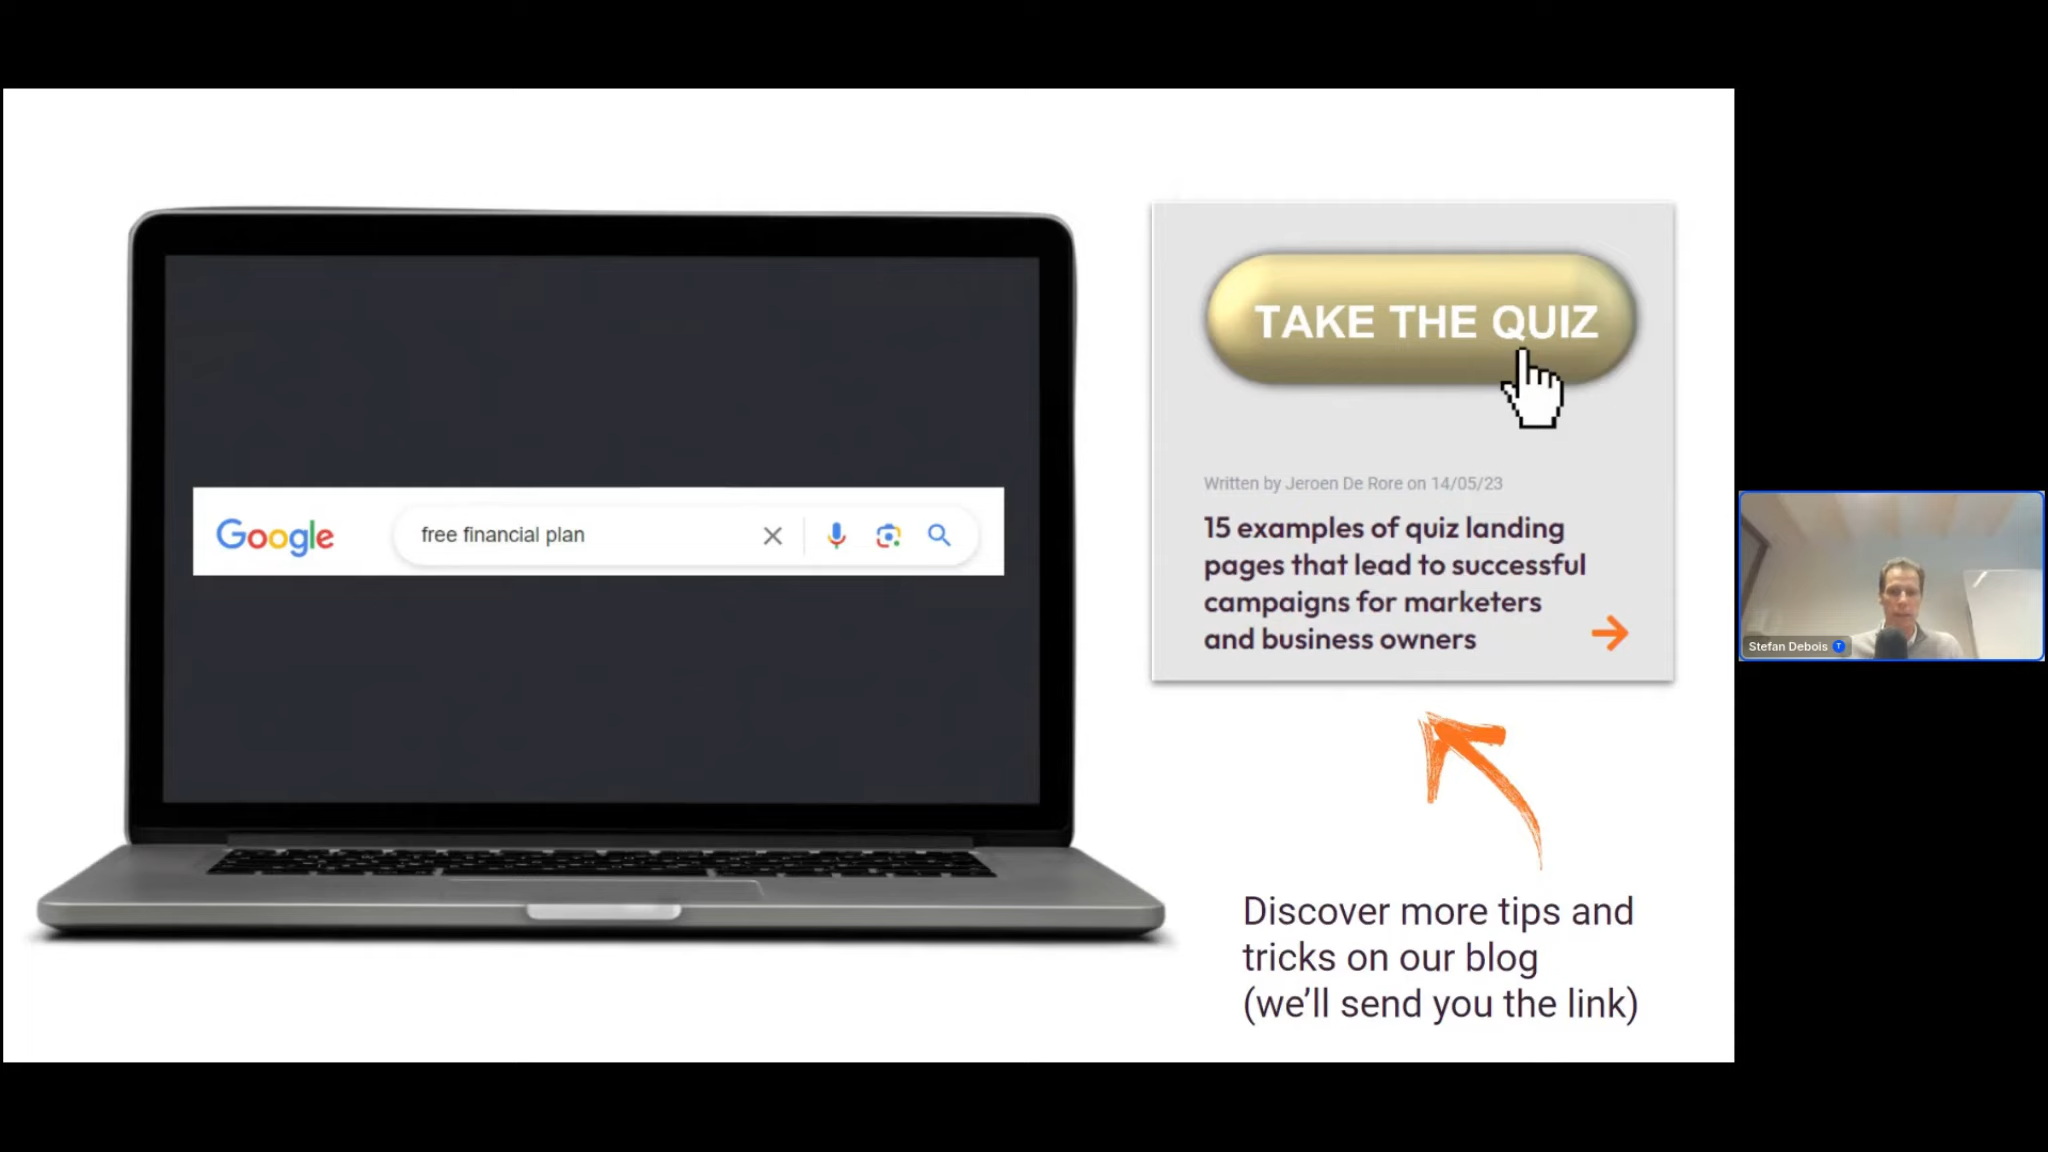 Google
free financial plan
TAKE THE QUIZ
Written by Jeroen De Rore on 14/05/23
15 examples of quiz landing
pages that lead to successful
campaigns for marketers
and business owners
Discover more tips and
tricks on our blog
(we'll send you the link)
Stefan Debois